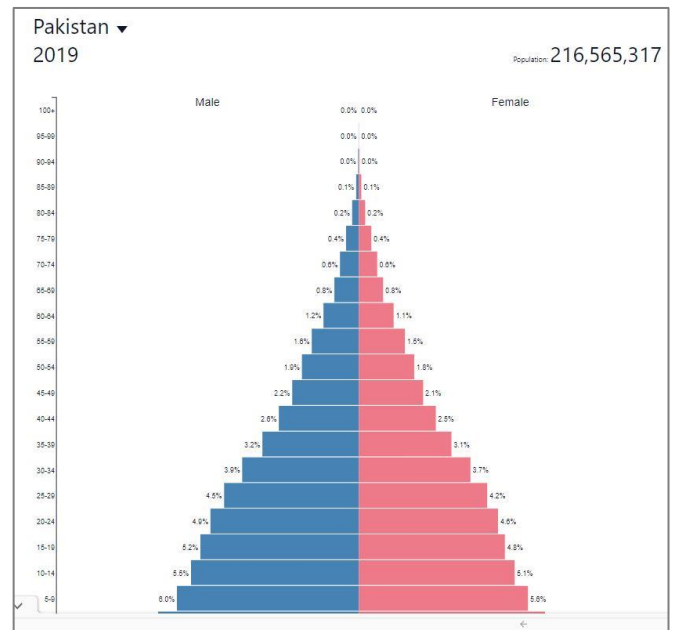 Pakistan
2019
Population: 216,565,317
Male Female
100+ 0.0% 0.0%
95-99 0.0% 0.0%
90-94 0.0% 0.0%
85-89 0.1% 0.1%
80-84 0.2% 0.2%
75-79 0.4% 0.4%
70-74 0.6% 0.6%
65-69 0.8% 0.8%
60-64 1.2% 1.1%
55-59 1.6% 1.5%
50-54 1.9% 1.8%
45-49 2.2% 2.1%
40-44 2.6% 2.5%
35-39 3.2% 3.1%
30-34 3.9% 3.7%
25-29 4.5% 4.2%
20-24 4.9% 4.6%
15-19 5.2% 4.8%
10-14 5.5% 5.1%
5-9 6.0% 5.6%